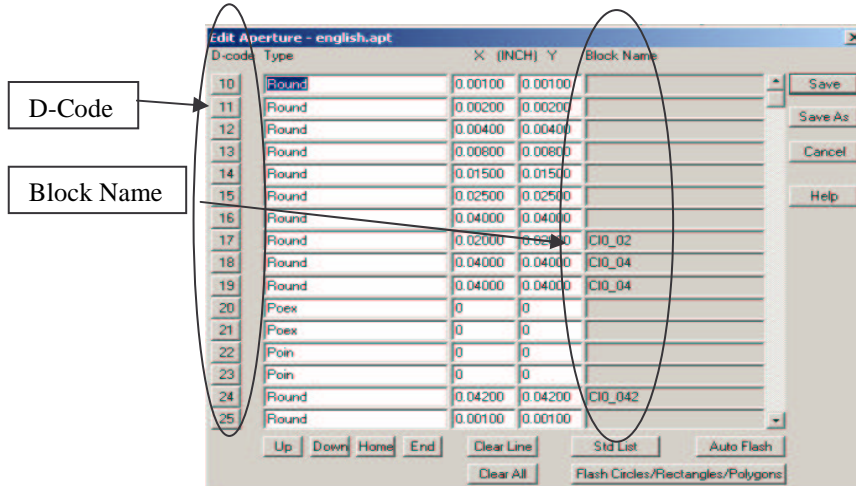 Edit Aperture - english.apt
D-code Type X (INCH) Y Block Name
10 Round 0.00100 0.00100 Save
D-Code
11 Round 0.00200 0.00200
Save As
12 Round 0.00400 0.00400
13 Round 0.00800 0.00800 Cancel
14 Round 0.01500 0.01500
Block Name
15 Round 0.02500 0.02500 Help
16 Round 0.04000 0.04000
17 Round 0.02000 0.02000 CI0_02
18 Round 0.04000 0.04000 CI0_04
19 Round 0.04000 0.04000 CI0_04
20 Poex 0 0
21 Poex 0 0
22 Poin 0 0
23 Poin 0 0
24 Round 0.04200 0.04200 CI0_042
25 Round 0.00100 0.00100
Up Down Home End Clear Line Std List Auto Flash
Clear All Flash Circles/Rectangles/Polygons